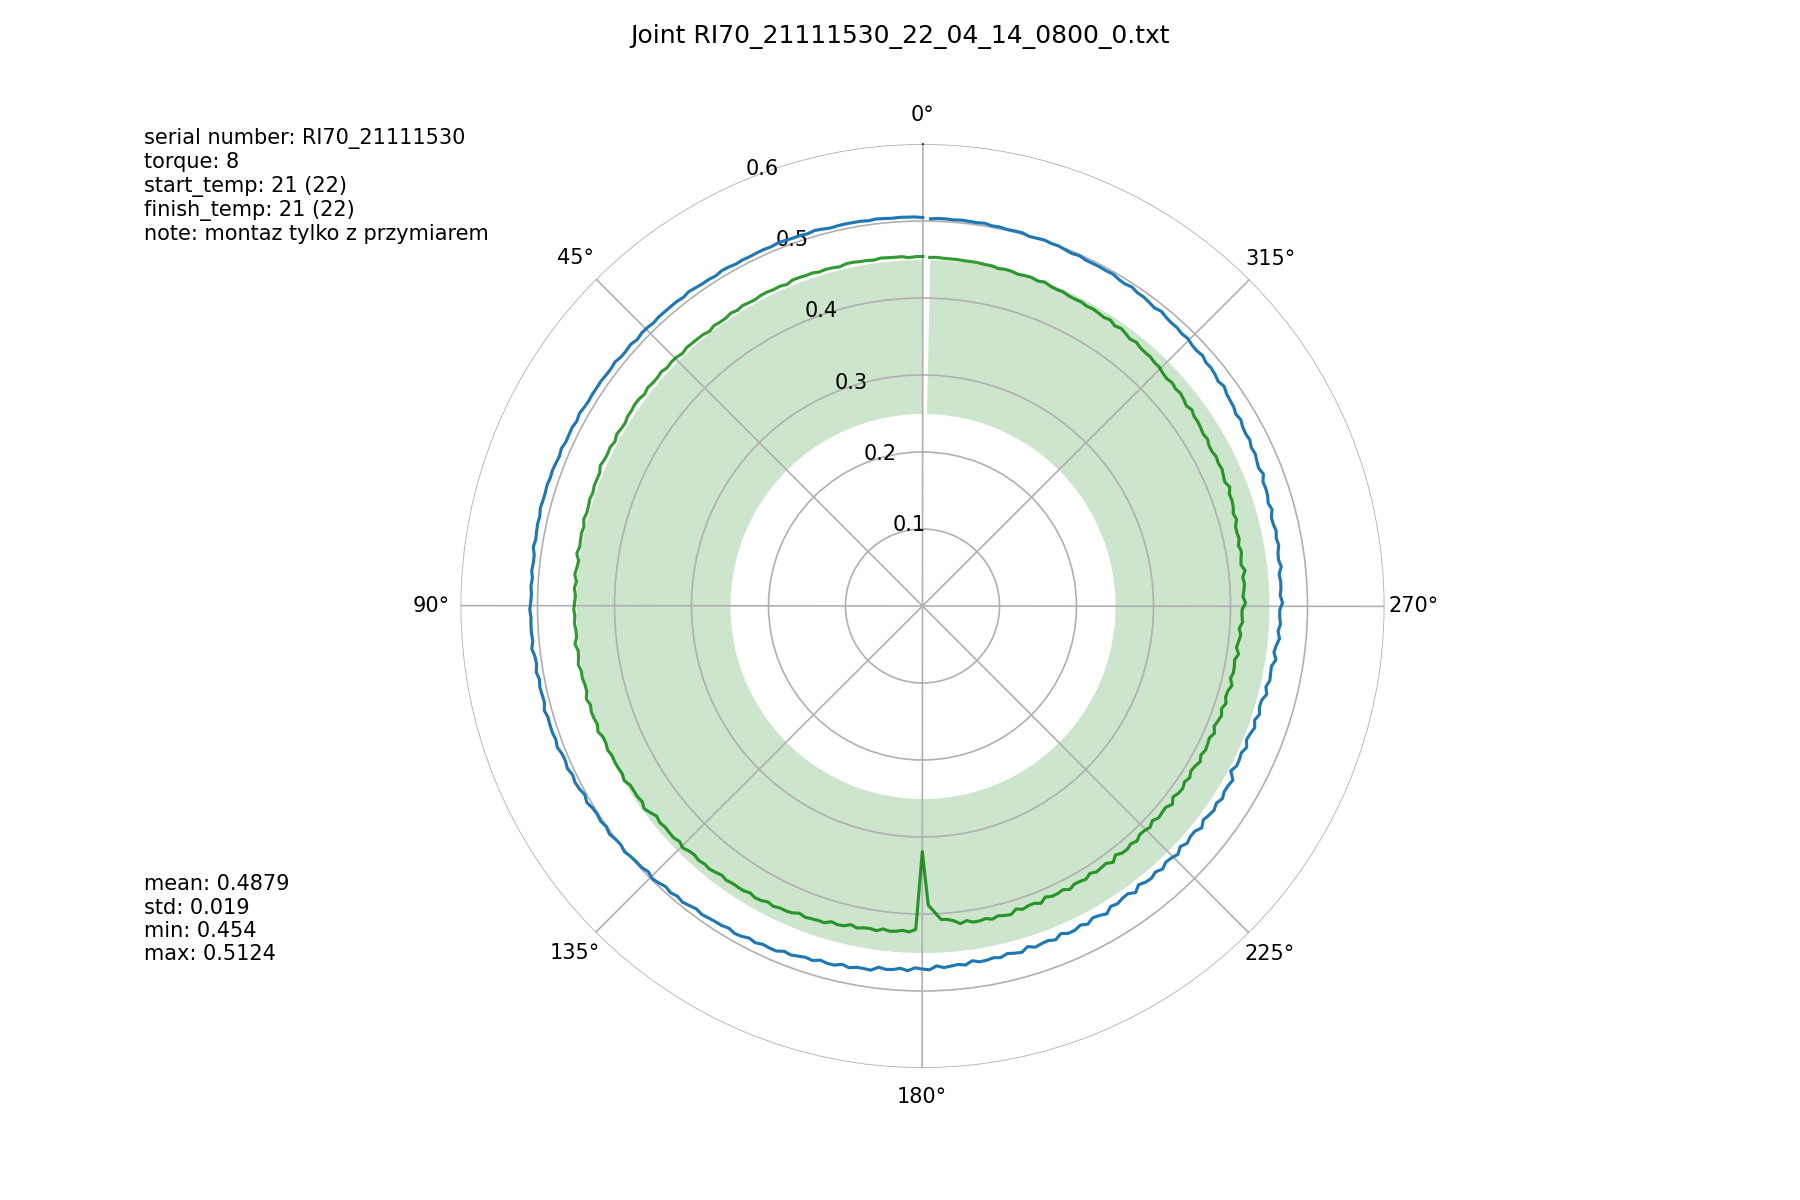 Joint RI70_21111530_22_04_14_0800_0.txt
serial number: RI70_21111530
torque: 8
start_temp: 21 (22)
finish_temp: 21 (22)
note: montaz tylko z przymiarem
0°
45°
315°
90°
270°
135°
225°
180°
0.6
0.5
0.4
0.3
0.2
0.1
mean: 0.4879
std: 0.019
min: 0.454
max: 0.5124